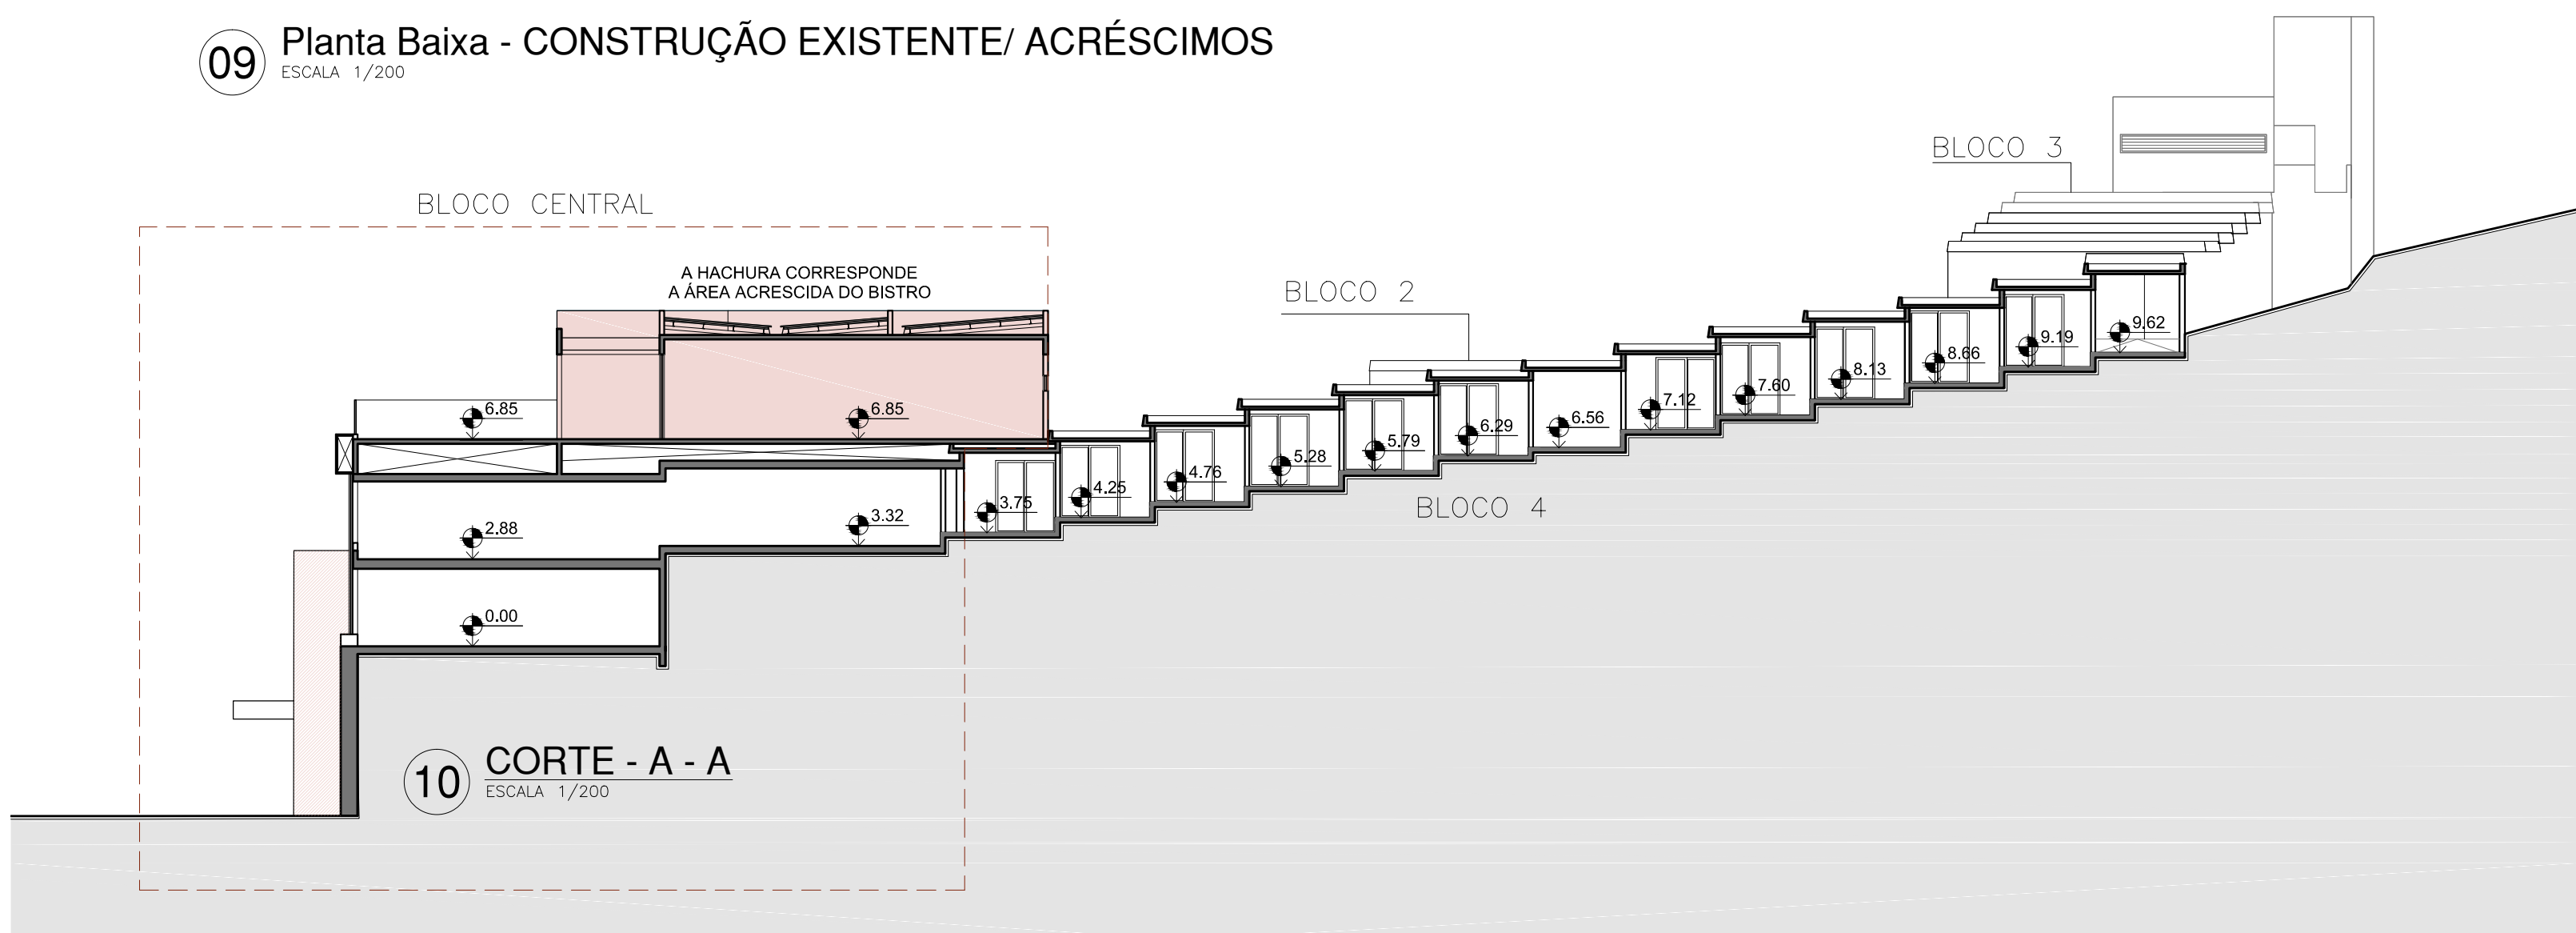 09
Planta Baixa - CONSTRUÇÃO EXISTENTE/ ACRÉSCIMOS
ESCALA 1/200
BLOCO 3
BLOCO CENTRAL
A HACHURA CORRESPONDE
A ÁREA ACRESCIDA DO BISTRO
BLOCO 2
6.85
6.85
2.88
3.32
0.00
3.75
4.25
4.76
5.28
5.79
6.29
6.56
7.12
7.60
8.13
8.66
9.19
9.62
BLOCO 4
10
CORTE - A - A
ESCALA 1/200